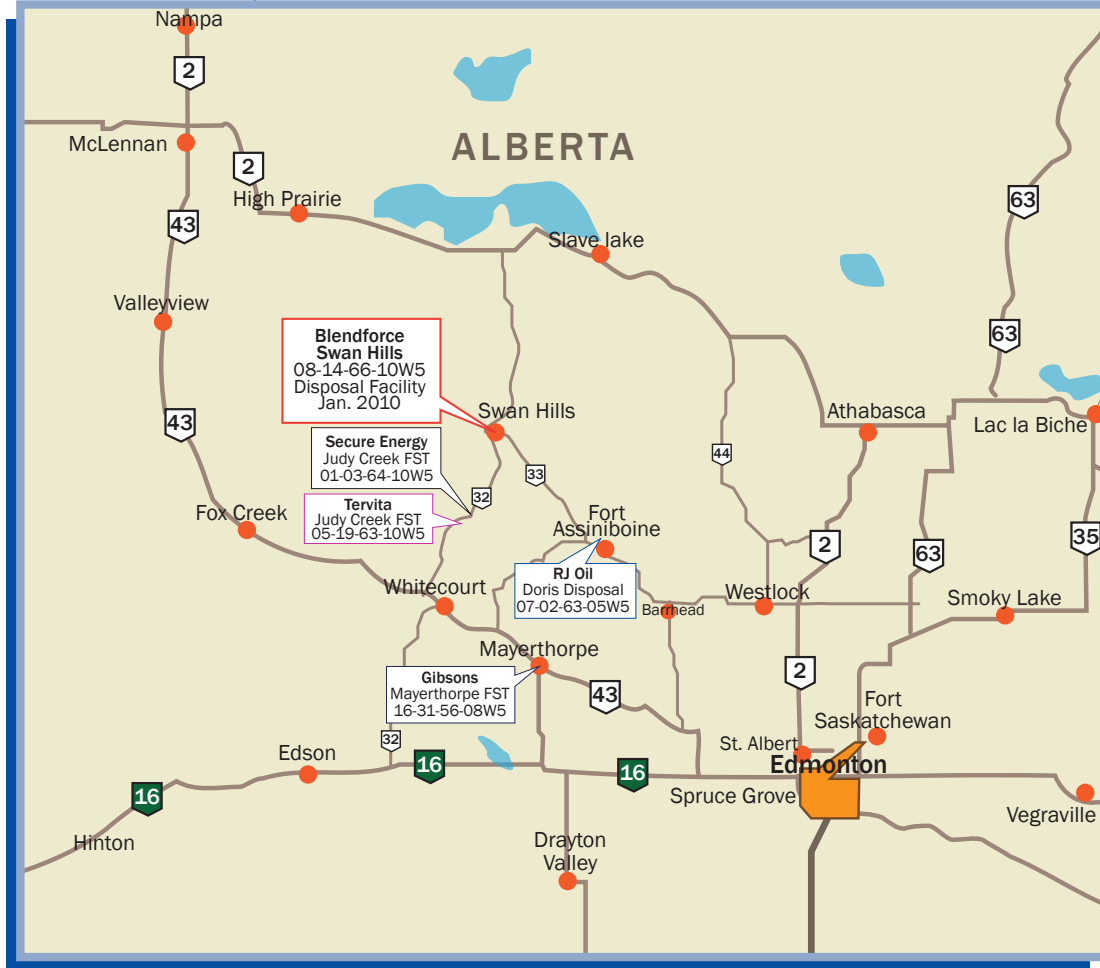 Nampa
2
ALBERTA
McLennan
2
High Prairie
63
43
Slave lake
Valleyview
Blendforce
Swan Hills
08-14-66-10W5
Disposal Facility
Jan. 2010
63
43
Swan Hills
Athabasca
Lac la Biche
Secure Energy
Judy Creek FST
01-03-64-10W5
44
33
32
Tervita
Judy Creek FST
05-19-63-10W5
Fox Creek
Fort
Assiniboine
2
63
35
RJ Oil
Doris Disposal
07-02-63-05W5
Whitecourt
Barrhead
Westlock
Smoky Lake
Mayerthorpe
Gibsons
Mayerthorpe FST
16-31-56-08W5
43
2
Fort
Saskatchewan
32
St. Albert
Edmonton
Edson
16
16
16
Spruce Grove
Vegraville
Hinton
Drayton
Valley